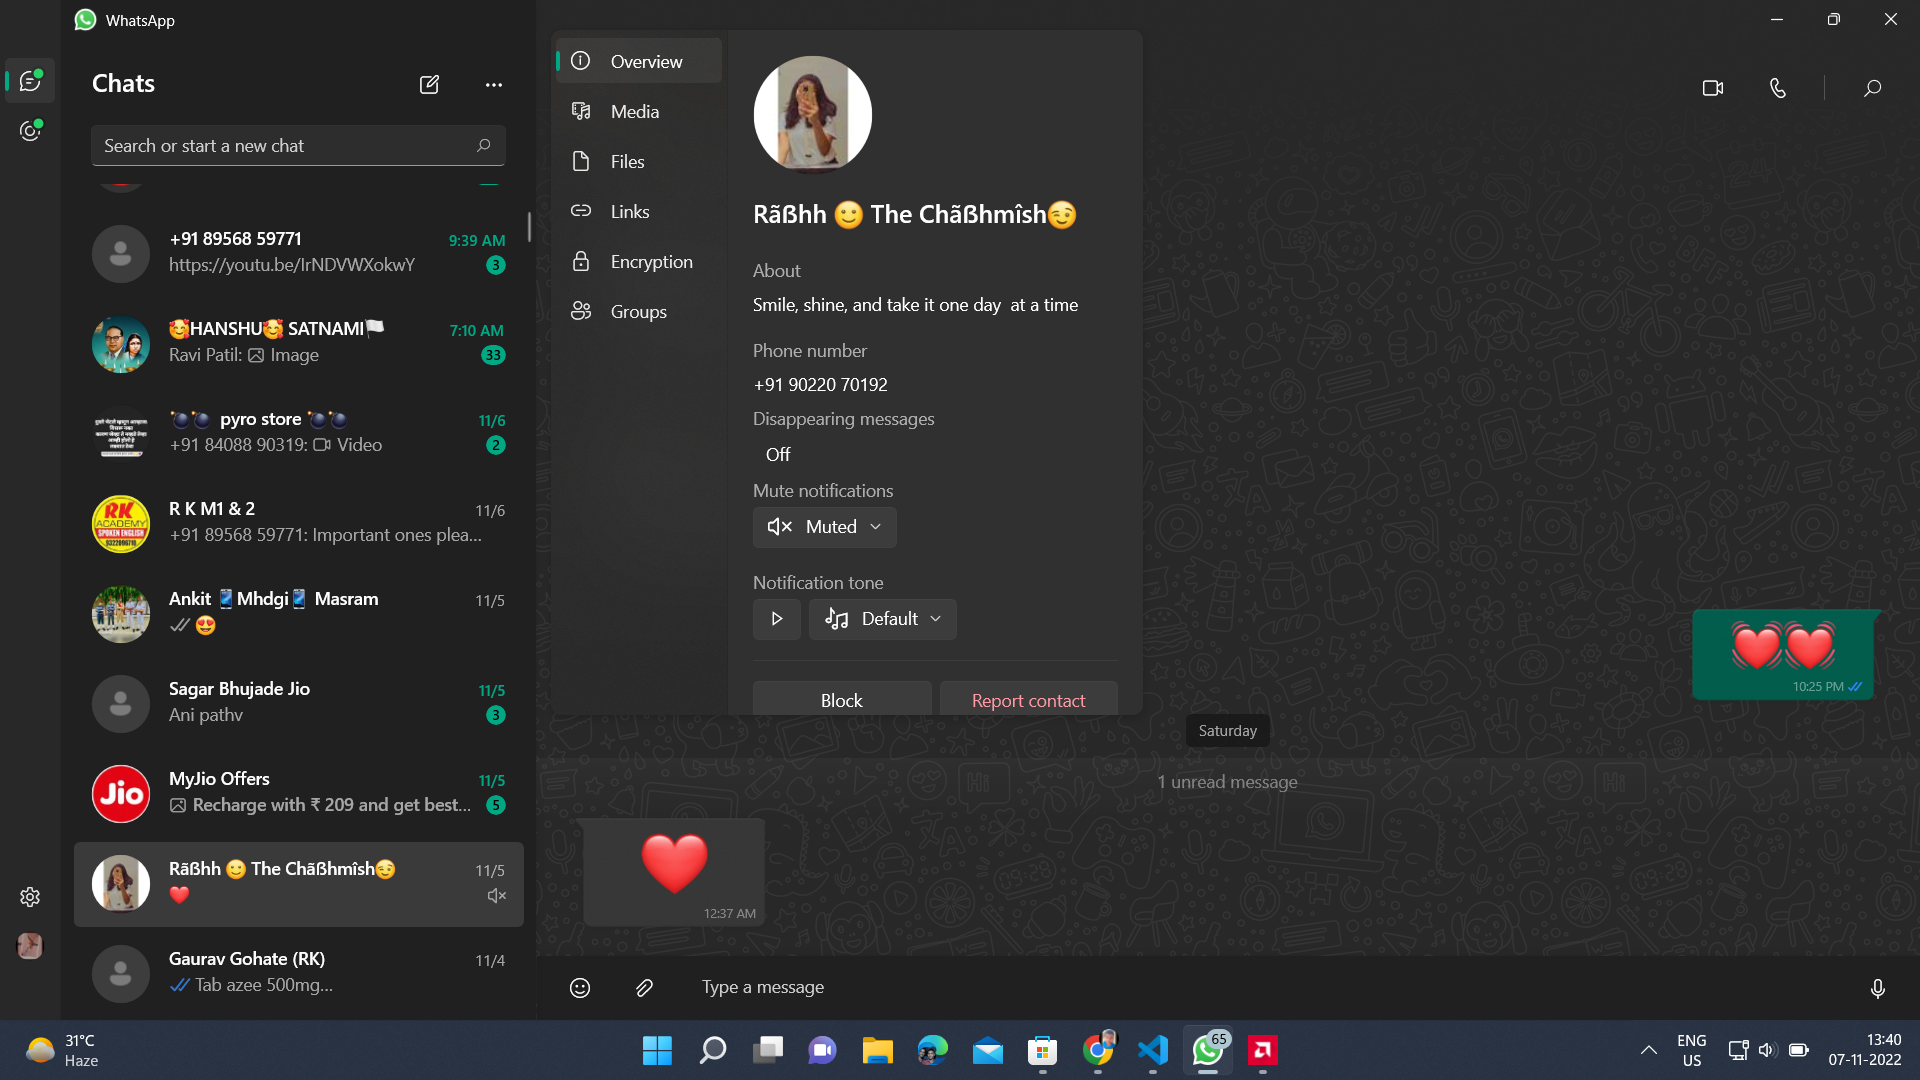 WhatsApp
Chats
Search or start a new chat
+91 89568 59771
9:39 AM
https://youtu.be/IrNDVWXokwY
3
🥰HANSHU🥰 SATNAMI🏳
7:10 AM
Ravi Patil: Image
33
💣💣 pyro store 💣💣
11/6
+91 84088 90319: Video
2
R K M1 & 2
11/6
+91 89568 59771: Important ones plea...
RK
ACADEMY
SPOKEN ENGLISH
Ankit 📱Mhdgi📱 Masram
11/5
😍
Sagar Bhujade Jio
11/5
Ani pathv
3
Jio
MyJio Offers
11/5
Recharge with ₹ 209 and get best...
5
Rãßhh 🙂 The Chãßhmîsh😉
11/5
❤️
Gaurav Gohate (RK)
11/4
Tab azee 500mg...
Overview
Media
Files
Links
Encryption
Groups
Rãßhh 🙂 The Chãßhmîsh😉
About
Smile, shine, and take it one day  at a time
Phone number
+91 90220 70192
Disappearing messages
Off
Mute notifications
Muted
Notification tone
Default
Block
Report contact
💓💓
10:25 PM
Saturday
1 unread message
❤️
12:37 AM
Type a message
31°C
Haze
65
ENG
US
13:40
07-11-2022